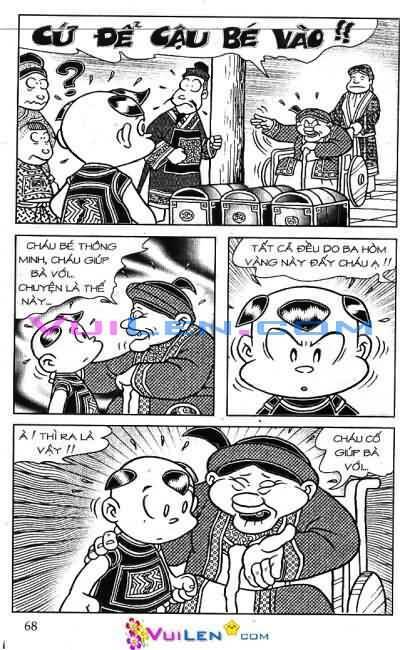 CỨ ĐỂ CẬU BÉ VÀO !!
?
CHÁU BÉ THÔNG
MINH, CHÁU GIÚP
BÀ VỚI...
CHUYỆN LÀ THẾ
NÀY...
TẤT CẢ ĐỀU DO BA HÒM
VÀNG NÀY ĐẤY CHÁU Ạ !!
VUILEN.COM
À ! THÌ RA LÀ
VẬY !!
CHÁU CỐ
GIÚP BÀ
VỚI...
68
VUILEN COM